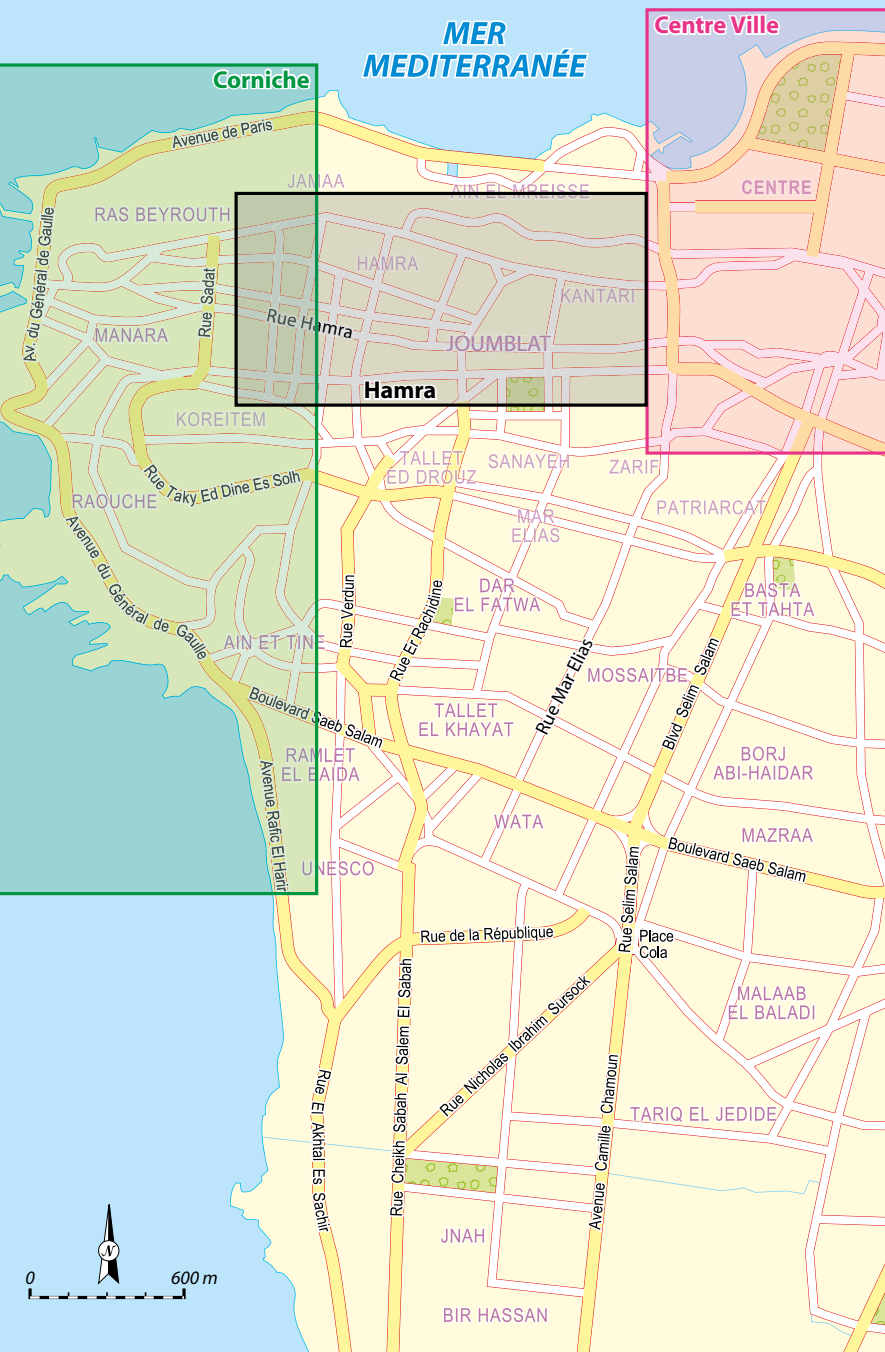 MER
MEDITERRANÉE
Centre Ville
Corniche
Avenue de Paris
JAMAA
AIN EL MREISSE
CENTRE
RAS BEYROUTH
Av. du Général de Gaulle
HAMRA
Rue Sadat
KANTARI
Rue Hamra
MANARA
JOUMBLAT
Hamra
KOREITEM
TALLET
ED DROUZ
SANAYEH
ZARIF
Rue Taky Ed Dine Es Solh
RAOUCHE
PATRIARCAT
MAR
ELIAS
Avenue du Général de Gaulle
DAR
EL FATWA
BASTA
ET TAHTA
Rue Verdun
Rue Er Rachidine
AIN ET TINE
Rue Mar Elias
MOSSAITBE
Blvd Selim Salam
Boulevard Saeb Salam
TALLET
EL KHAYAT
RAMLET
EL BAIDA
BORJ
ABI-HAIDAR
Avenue Rafic El Harir
WATA
MAZRAA
Boulevard Saeb Salam
UNESCO
Rue Selim Salam
Rue de la République
Place
Cola
Rue Cheikh Sabah Al Salem El Sabah
Rue Nicholas Ibrahim Sursock
MALAAB
EL BALADI
Rue El Akhtal Es Sachir
Avenue Camille Chamoun
TARIQ EL JEDIDE
JNAH
N
0 600 m
BIR HASSAN